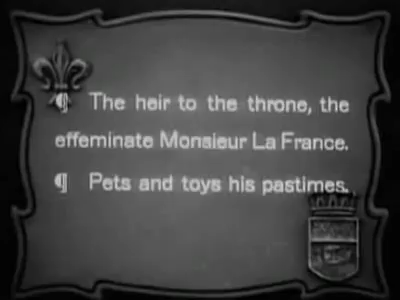 ¶ The heir to the throne, the
effeminate Monsieur La France.
¶ Pets and toys his pastimes.